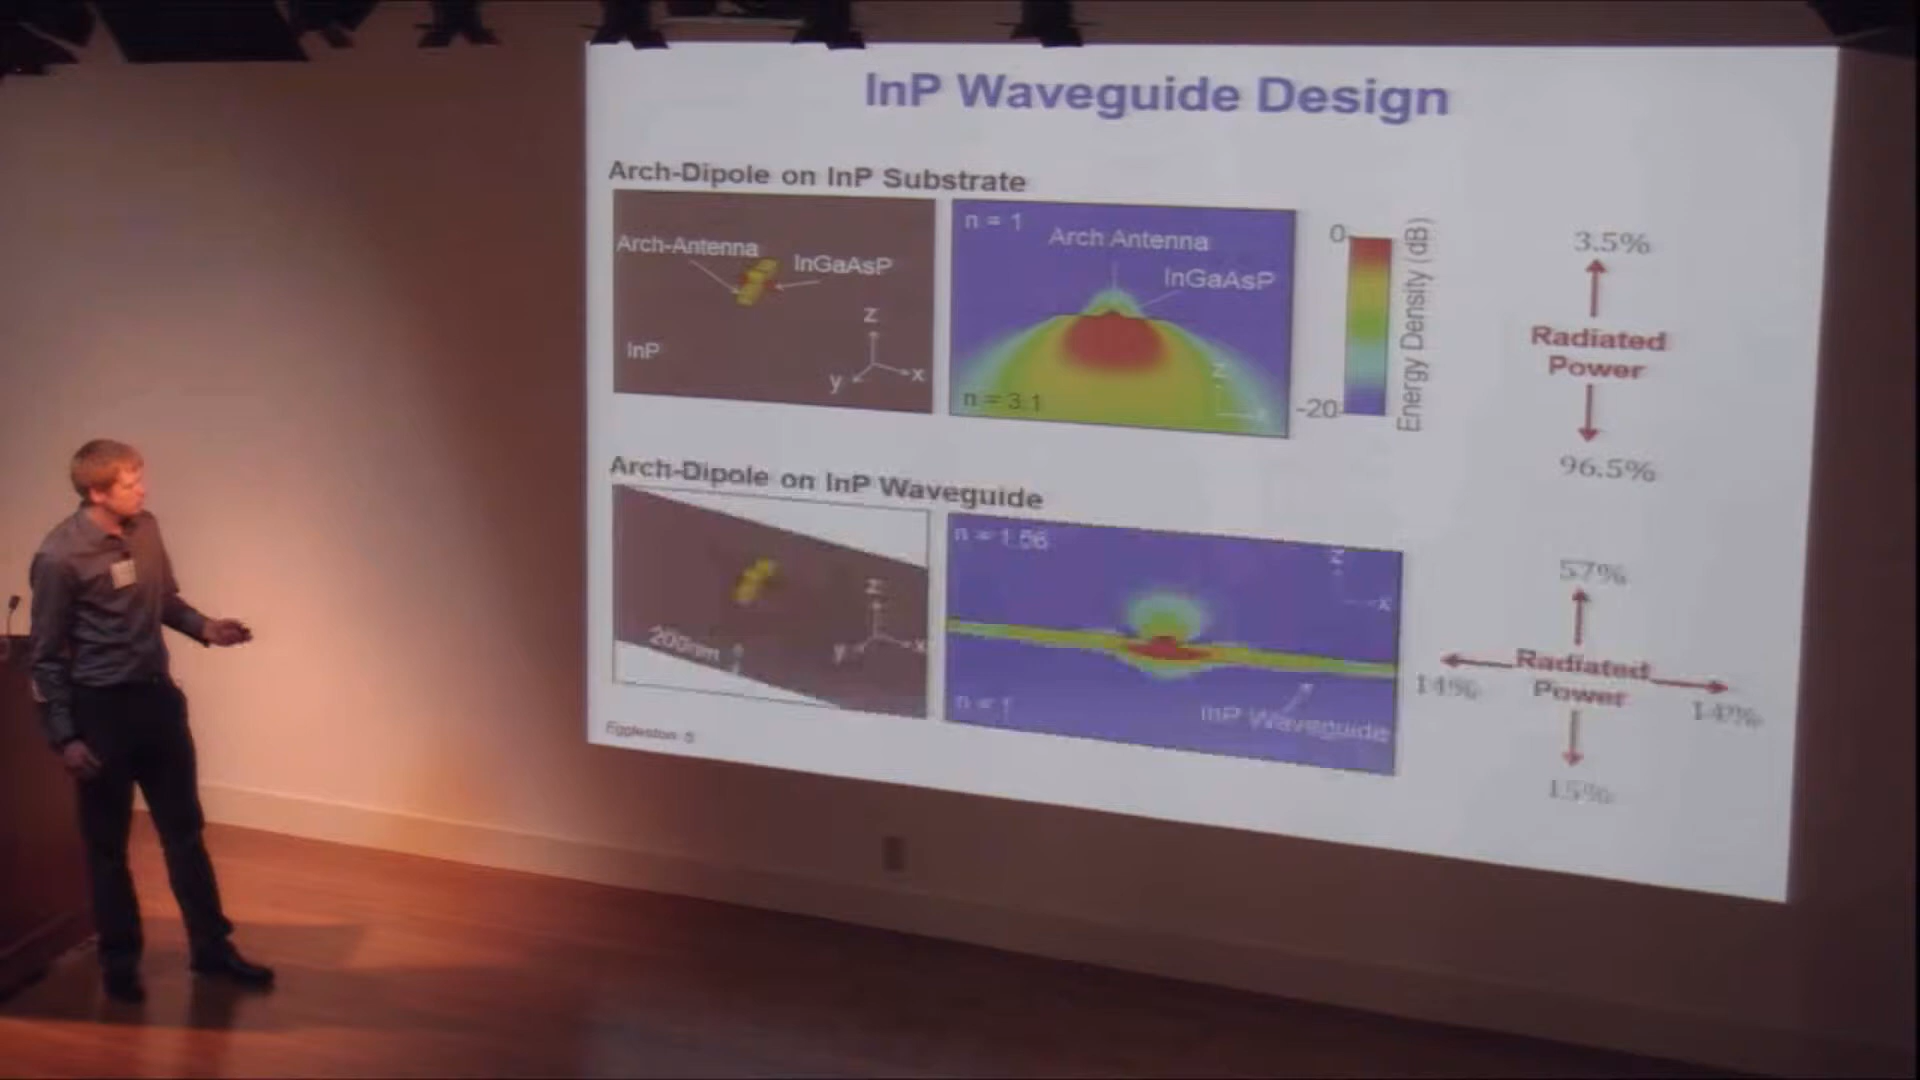 InP Waveguide Design
Arch-Dipole on InP Substrate
Arch-Antenna
InGaAsP
InP
z
y
x
n = 1
Arch Antenna
InGaAsP
n = 3.1
z
0
-20
Energy Density (dB)
3.5%
Radiated
Power
96.5%
Arch-Dipole on InP Waveguide
200nm
z
y
x
n = 1.56
z
x
n = 1
InP Waveguide
57%
14%
Radiated
Power
14%
15%
Eggleston 5